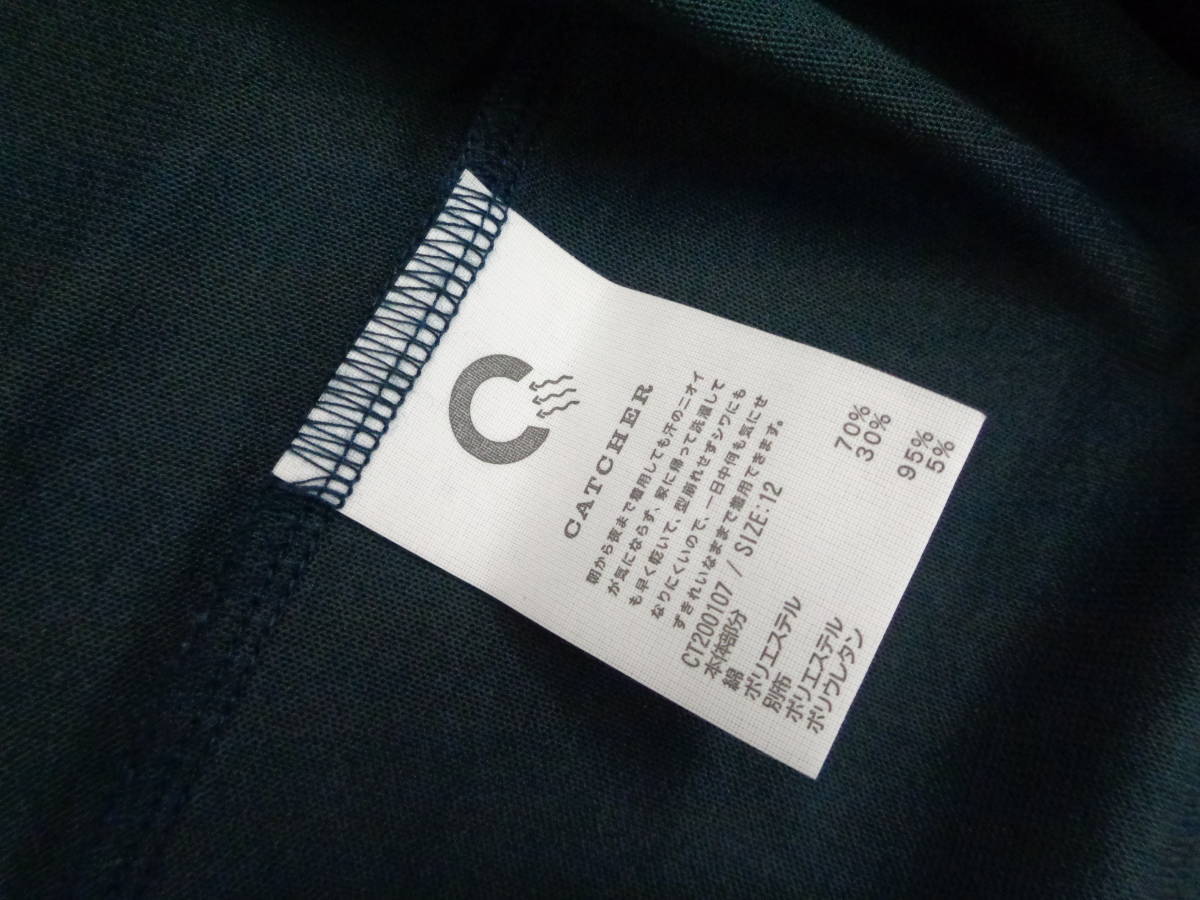 CATCHER
朝から夜まで着用しても汗のニオイ
が気にならず、家に帰って洗濯して
も早く乾いて、型崩れせずシワにも
なりにくいので、一日中何も気にせ
ずきれいなままで着用できます。
CT200107 / SIZE:12
本体部分
綿 70%
ポリエステル 30%
別布
ポリエステル 95%
ポリウレタン 5%